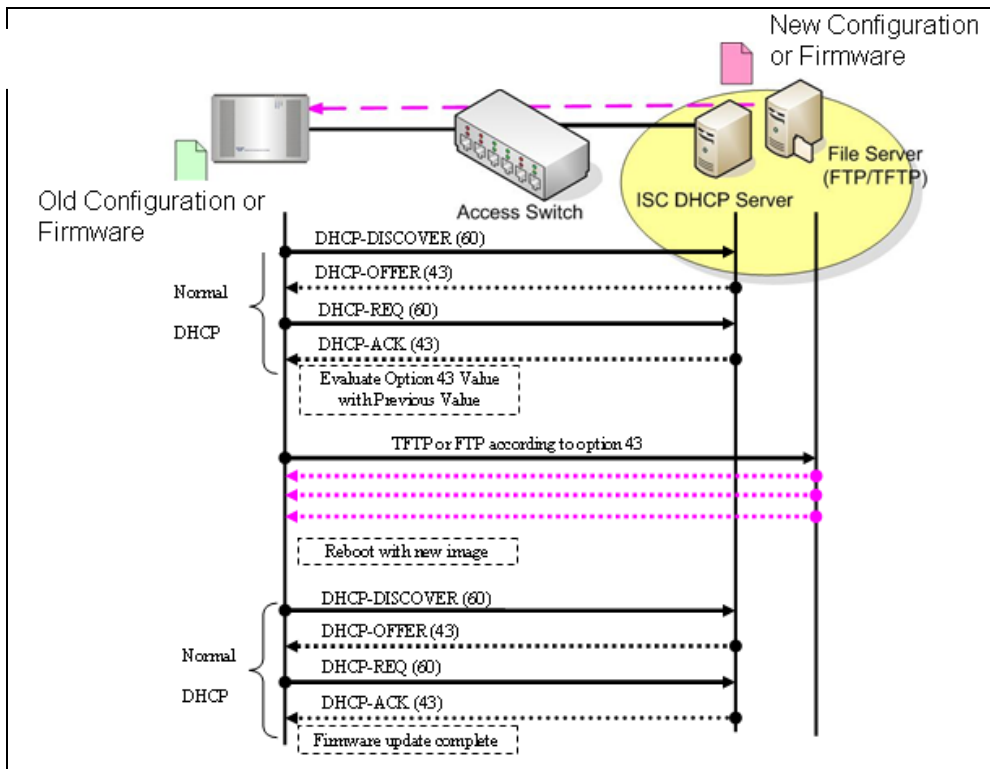 New Configuration
or Firmware
File Server
(FTP/TFTP)
ISC DHCP Server
Access Switch
Old Configuration or
Firmware
DHCP-DISCOVER (60)
DHCP-OFFER (43)
Normal
DHCP-REQ (60)
DHCP
DHCP-ACK (43)
Evaluate Option 43 Value
with Previous Value
TFTP or FTP according to option 43
Reboot with new image
DHCP-DISCOVER (60)
DHCP-OFFER (43)
Normal
DHCP-REQ (60)
DHCP
DHCP-ACK (43)
Firmware update complete